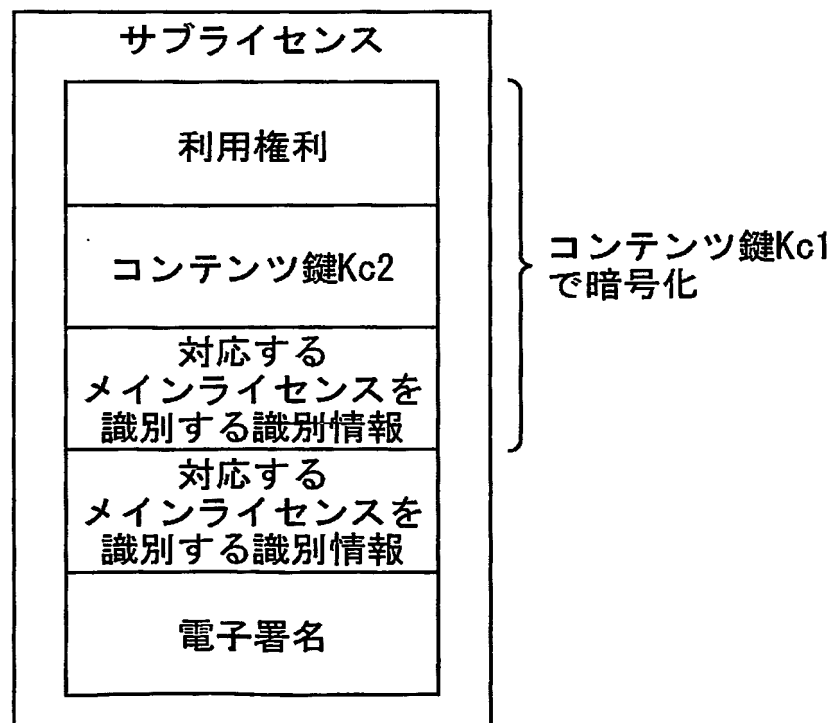 サブライセンス
利用権利
コンテンツ鍵Kc2
対応する
メインライセンスを
識別する識別情報
対応する
メインライセンスを
識別する識別情報
電子署名
コンテンツ鍵Kc1
で暗号化